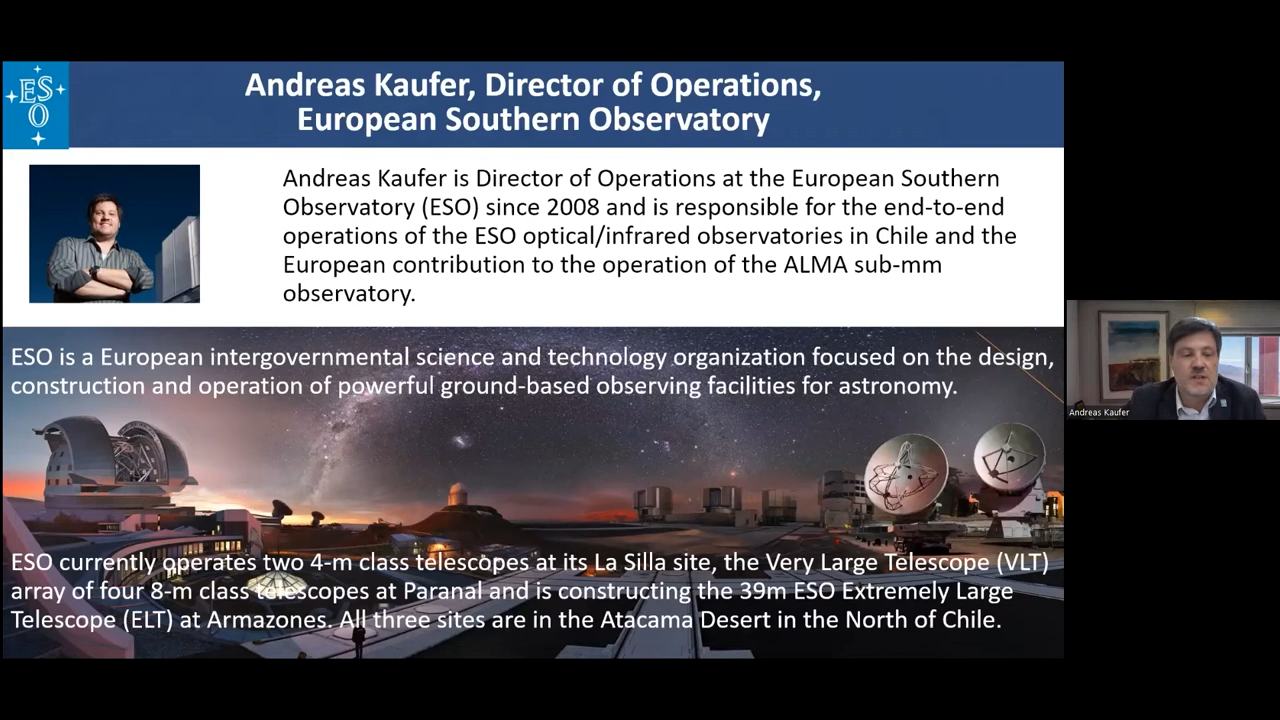 ESO
Andreas Kaufer, Director of Operations,
European Southern Observatory
Andreas Kaufer is Director of Operations at the European Southern
Observatory (ESO) since 2008 and is responsible for the end-to-end
operations of the ESO optical/infrared observatories in Chile and the
European contribution to the operation of the ALMA sub-mm
observatory.
ESO is a European intergovernmental science and technology organization focused on the design,
construction and operation of powerful ground-based observing facilities for astronomy.
ESO currently operates two 4-m class telescopes at its La Silla site, the Very Large Telescope (VLT)
array of four 8-m class telescopes at Paranal and is constructing the 39m ESO Extremely Large
Telescope (ELT) at Armazones. All three sites are in the Atacama Desert in the North of Chile.
Andreas Kaufer